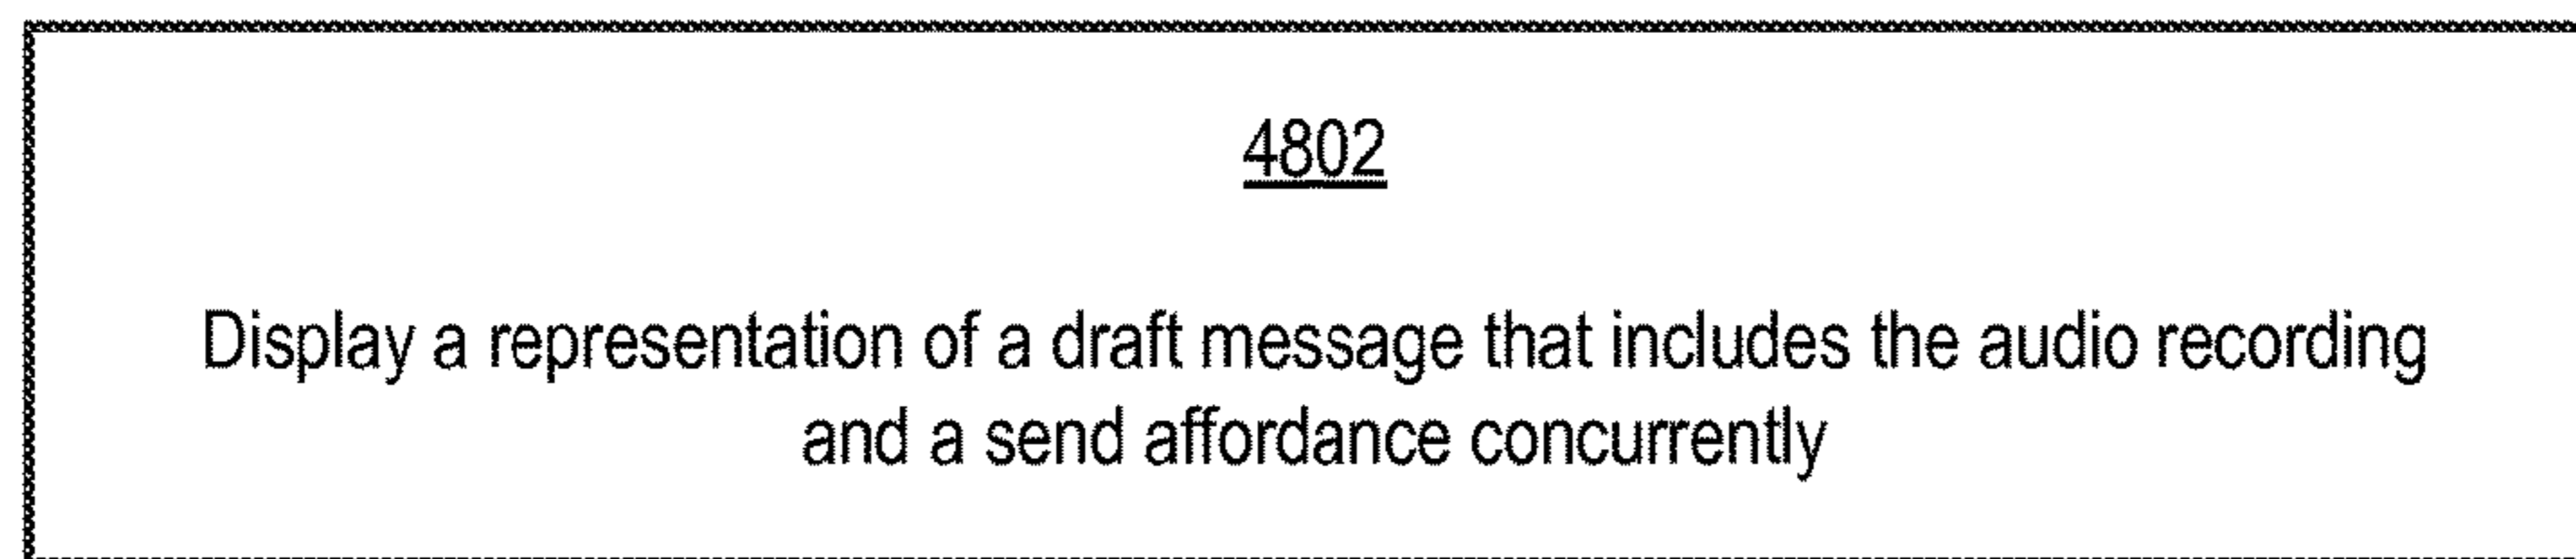 4802
Display a representation of a draft message that includes the audio recording
and a send affordance concurrently